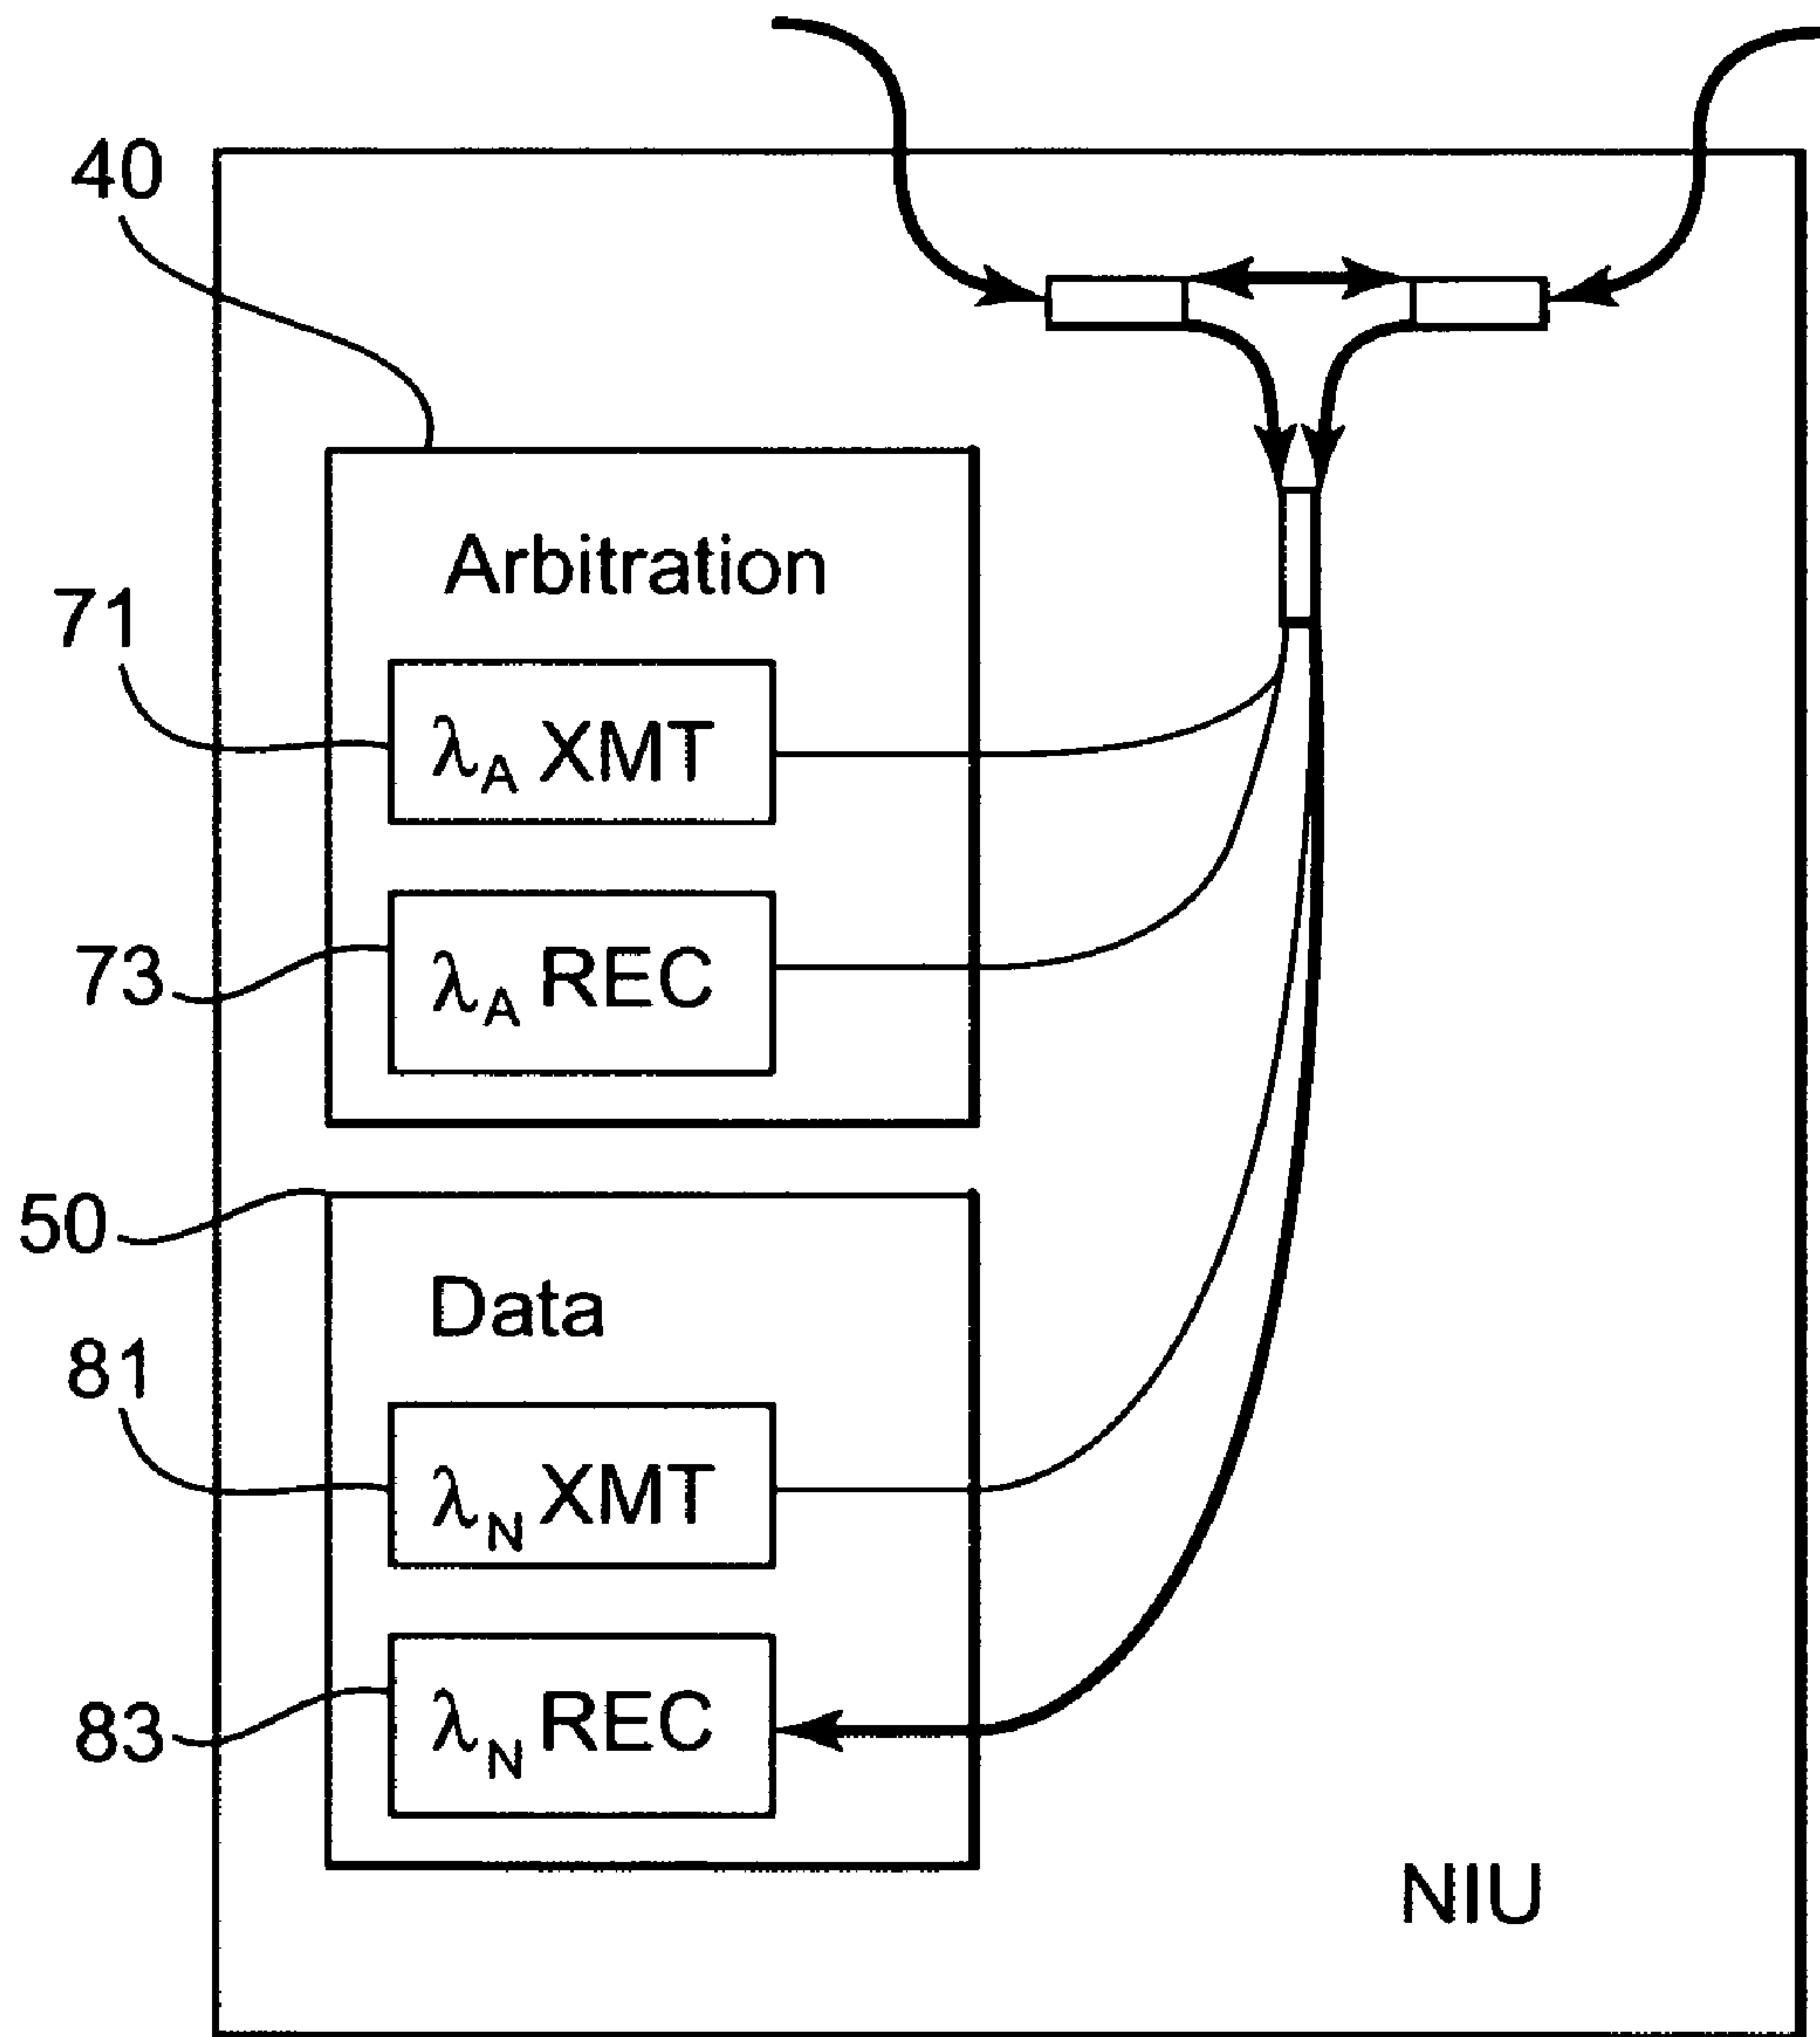 40
Arbitration
71
λA XMT
73
λA REC
50
Data
81
λN XMT
83
λN REC
NIU